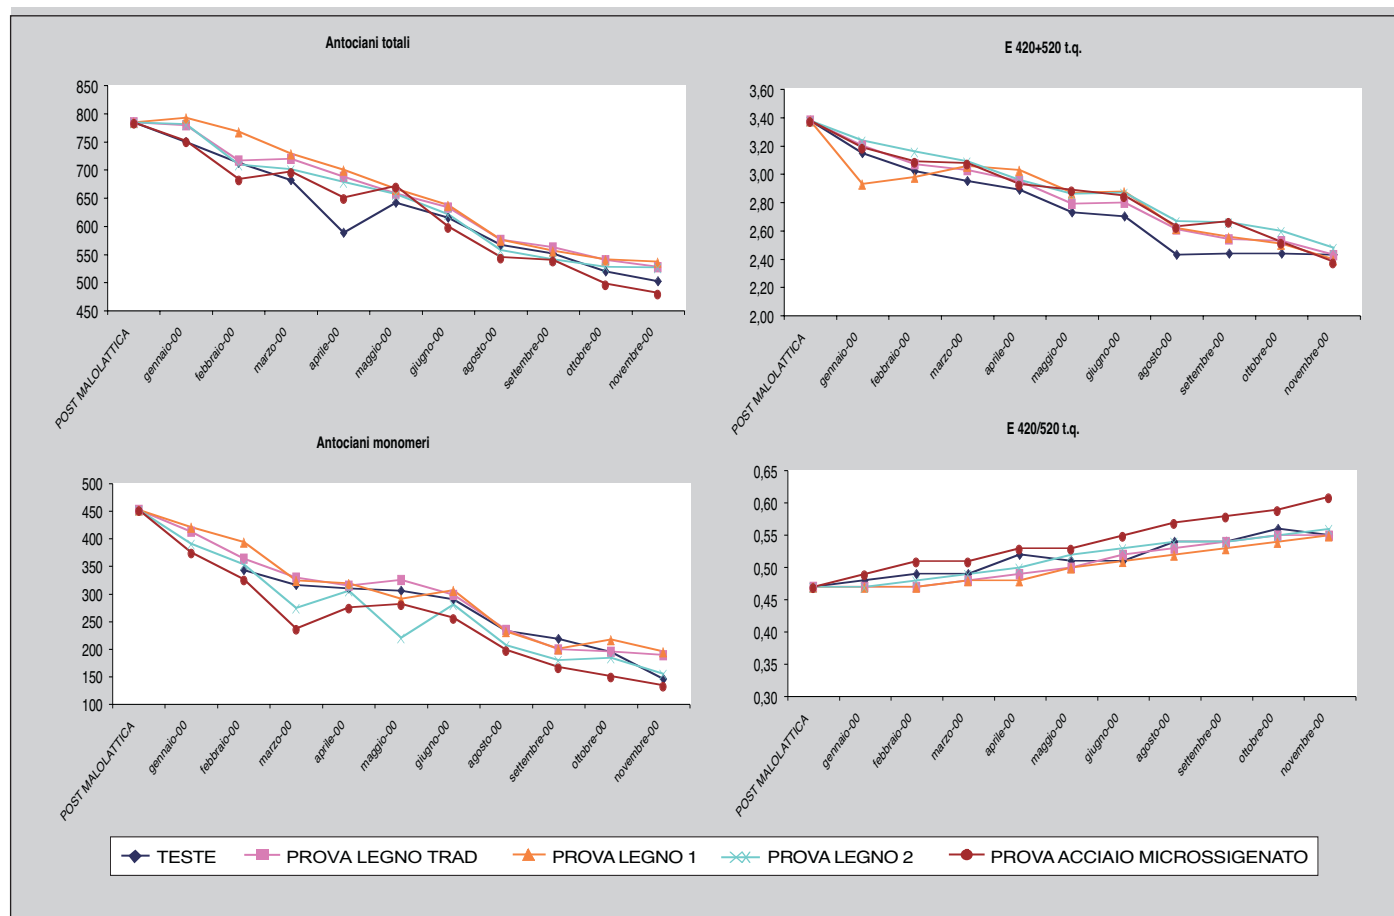 Antociani totali
850
800
750
700
650
600
550
500
450
POST MALOLATTICA
gennaio-00
febbraio-00
marzo-00
aprile-00
maggio-00
giugno-00
agosto-00
settembre-00
ottobre-00
novembre-00
E 420+520 t.q.
3,60
3,40
3,20
3,00
2,80
2,60
2,40
2,20
2,00
POST MALOLATTICA
gennaio-00
febbraio-00
marzo-00
aprile-00
maggio-00
giugno-00
agosto-00
settembre-00
ottobre-00
novembre-00
Antociani monomeri
500
450
400
350
300
250
200
150
100
POST MALOLATTICA
gennaio-00
febbraio-00
marzo-00
aprile-00
maggio-00
giugno-00
agosto-00
settembre-00
ottobre-00
novembre-00
E 420/520 t.q.
0,65
0,60
0,55
0,50
0,45
0,40
0,35
0,30
POST MALOLATTICA
gennaio-00
febbraio-00
marzo-00
aprile-00
maggio-00
giugno-00
agosto-00
settembre-00
ottobre-00
novembre-00
TESTE PROVA LEGNO TRAD PROVA LEGNO 1 PROVA LEGNO 2 PROVA ACCIAIO MICROSSIGENATO